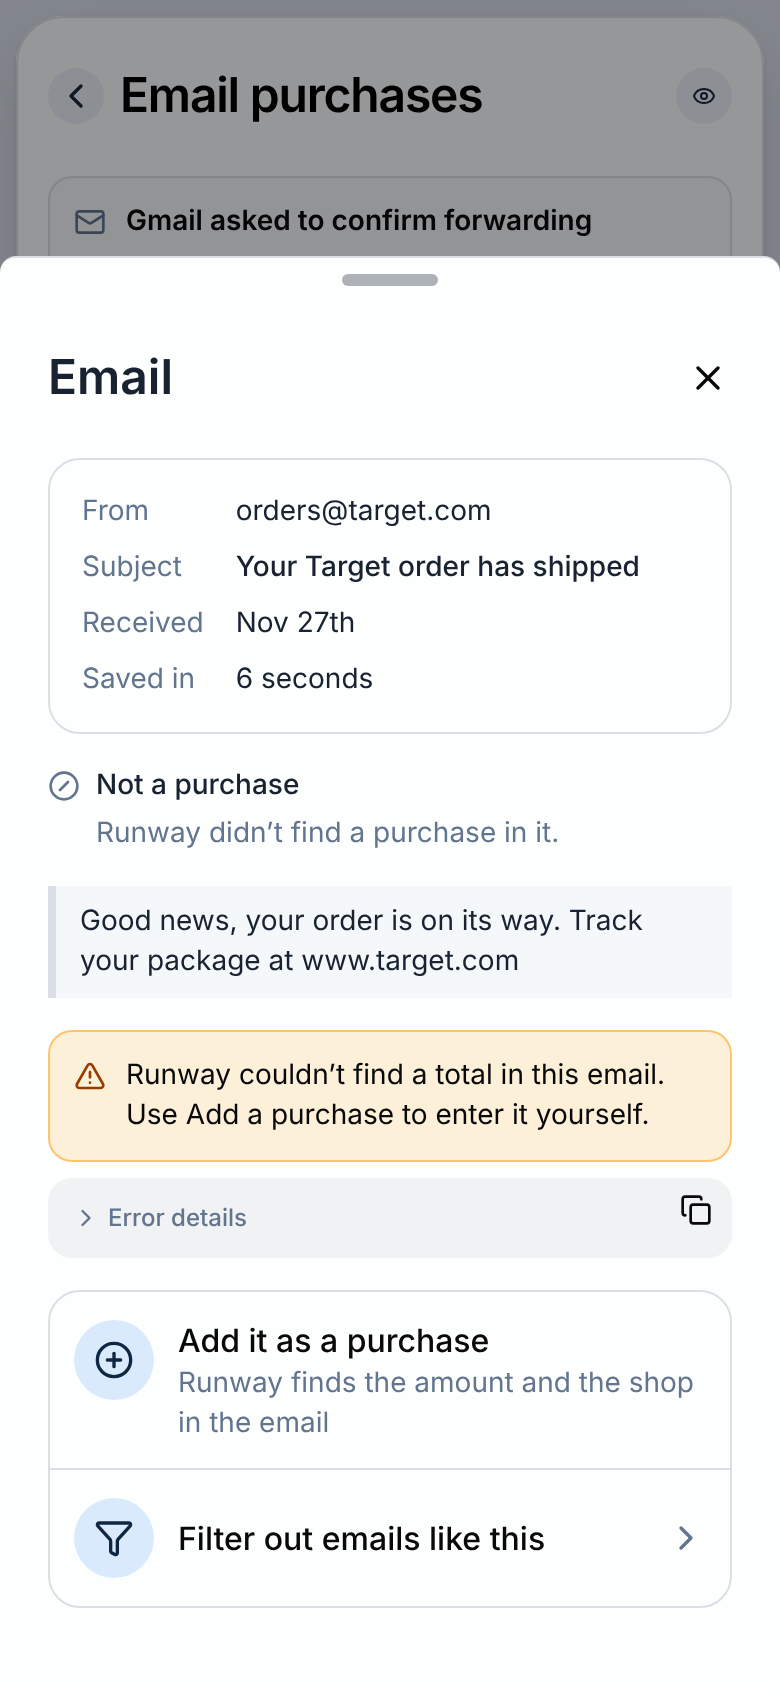 Email purchases
Gmail asked to confirm forwarding
Email
From orders@target.com
Subject Your Target order has shipped
Received Nov 27th
Saved in 6 seconds
Not a purchase
Runway didn’t find a purchase in it.
Good news, your order is on its way. Track
your package at www.target.com
Runway couldn’t find a total in this email.
Use Add a purchase to enter it yourself.
Error details
Add it as a purchase
Runway finds the amount and the shop
in the email
Filter out emails like this